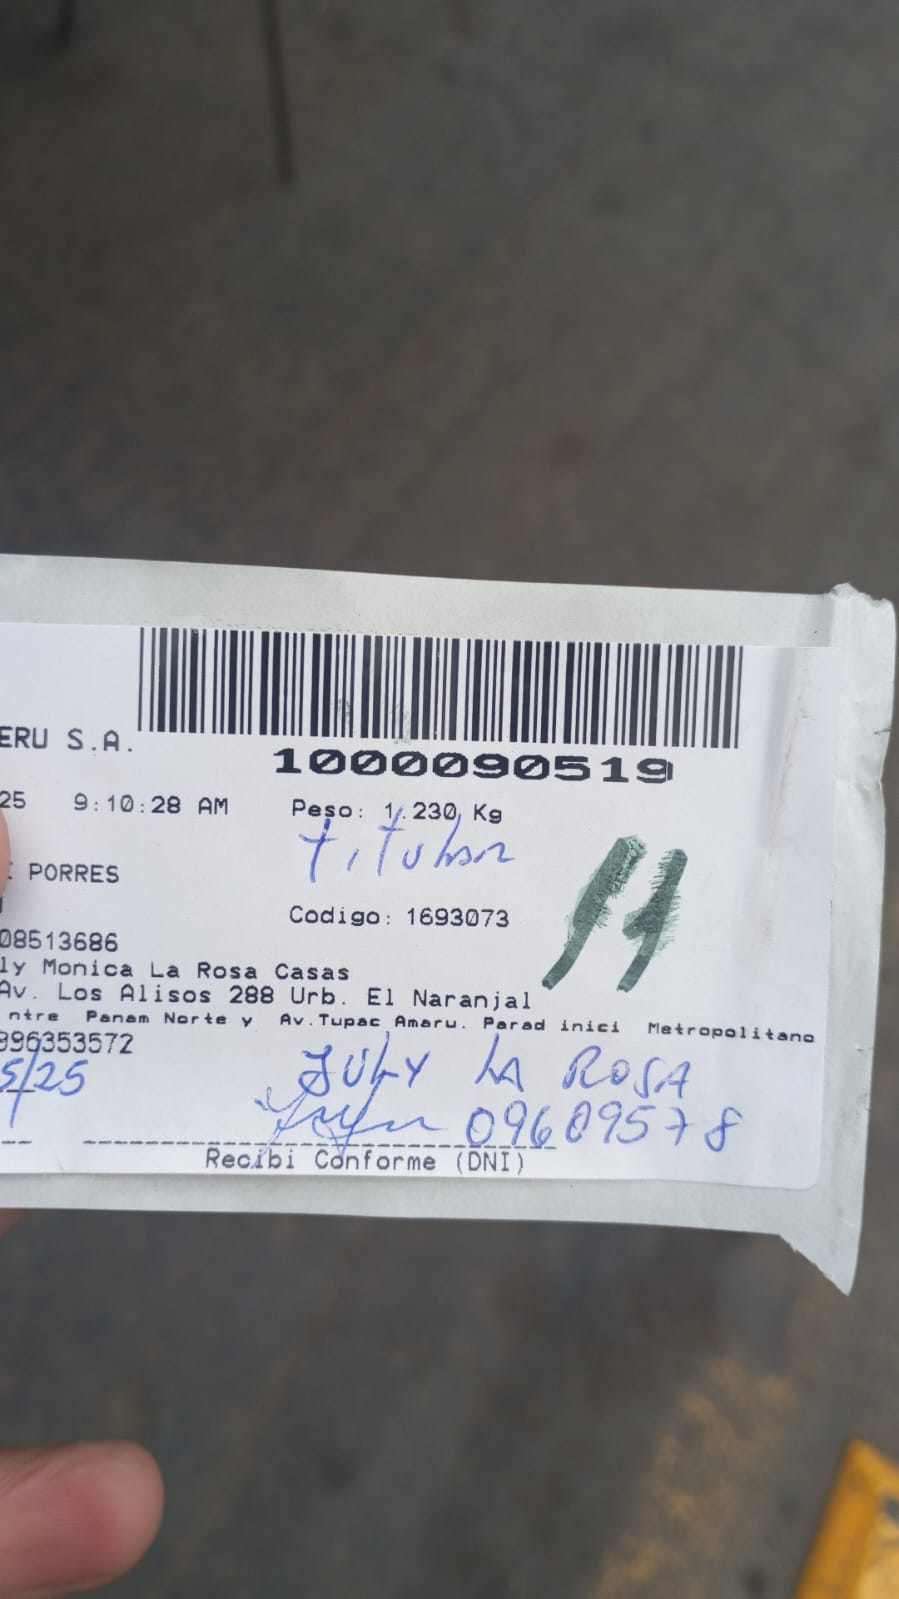 ERU S.A.
1000090519
25 9:10:28 AM Peso: 1.230 Kg
titular
PORRES
11
Codigo: 1693073
08513686
ly Monica La Rosa Casas
Av. Los Alisos 288 Urb. El Naranjal
ntre Panam Norte y Av.Tupac Amaru. Parad inici Metropolitano
996353572
5/25
JULY LA ROSA
09609578
Recibi Conforme (DNI)